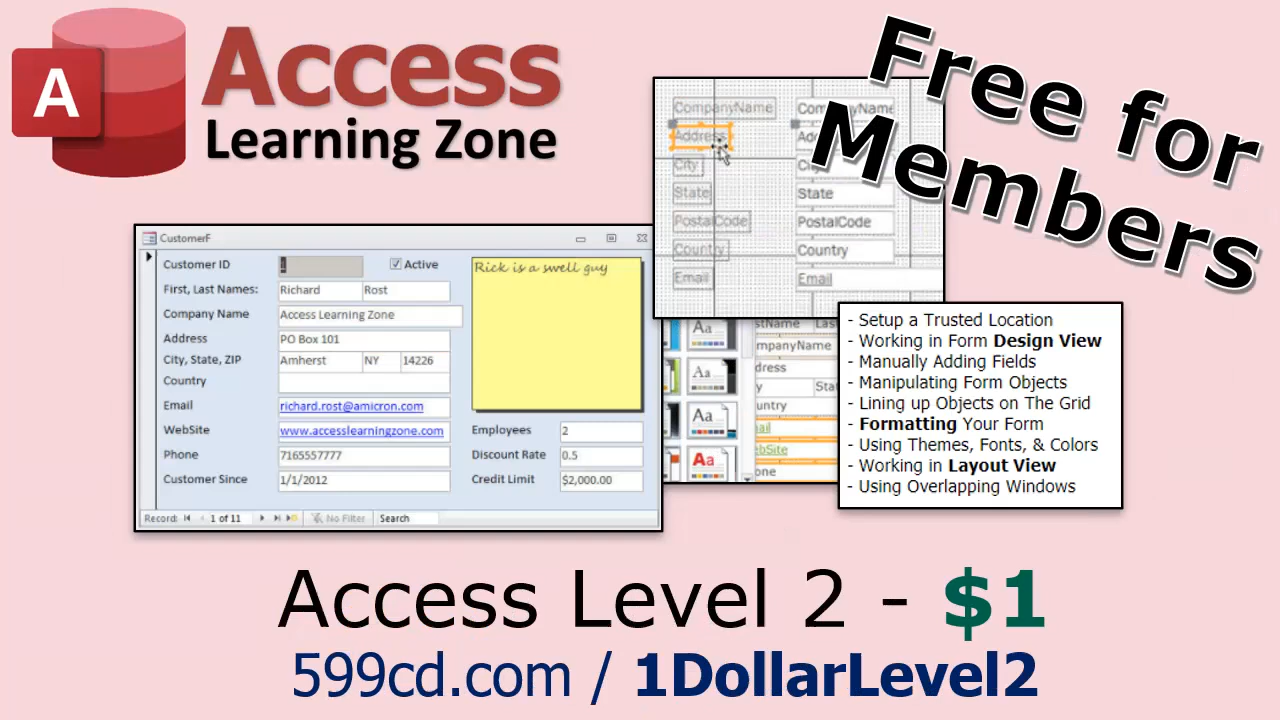 A
Access
Learning Zone
Free for
Members
CompanyName CompanyName
Address
City
State State
PostalCode PostalCode
Country Country
Email Email
CustomerF
Customer ID Active
First, Last Names: Richard Rost
Company Name Access Learning Zone
Address PO Box 101
City, State, ZIP Amherst NY 14226
Country
Email richard.rost@amicron.com
WebSite www.accesslearningzone.com
Phone 7165557777
Customer Since 1/1/2012
Rick is a swell guy
Employees 2
Discount Rate 0.5
Credit Limit $2,000.00
Record: 1 of 11 No Filter Search
Aa
Aa
Aa
Aa
- Setup a Trusted Location
- Working in Form Design View
- Manually Adding Fields
- Manipulating Form Objects
- Lining up Objects on The Grid
- Formatting Your Form
- Using Themes, Fonts, & Colors
- Working in Layout View
- Using Overlapping Windows
Access Level 2 - $1
599cd.com / 1DollarLevel2